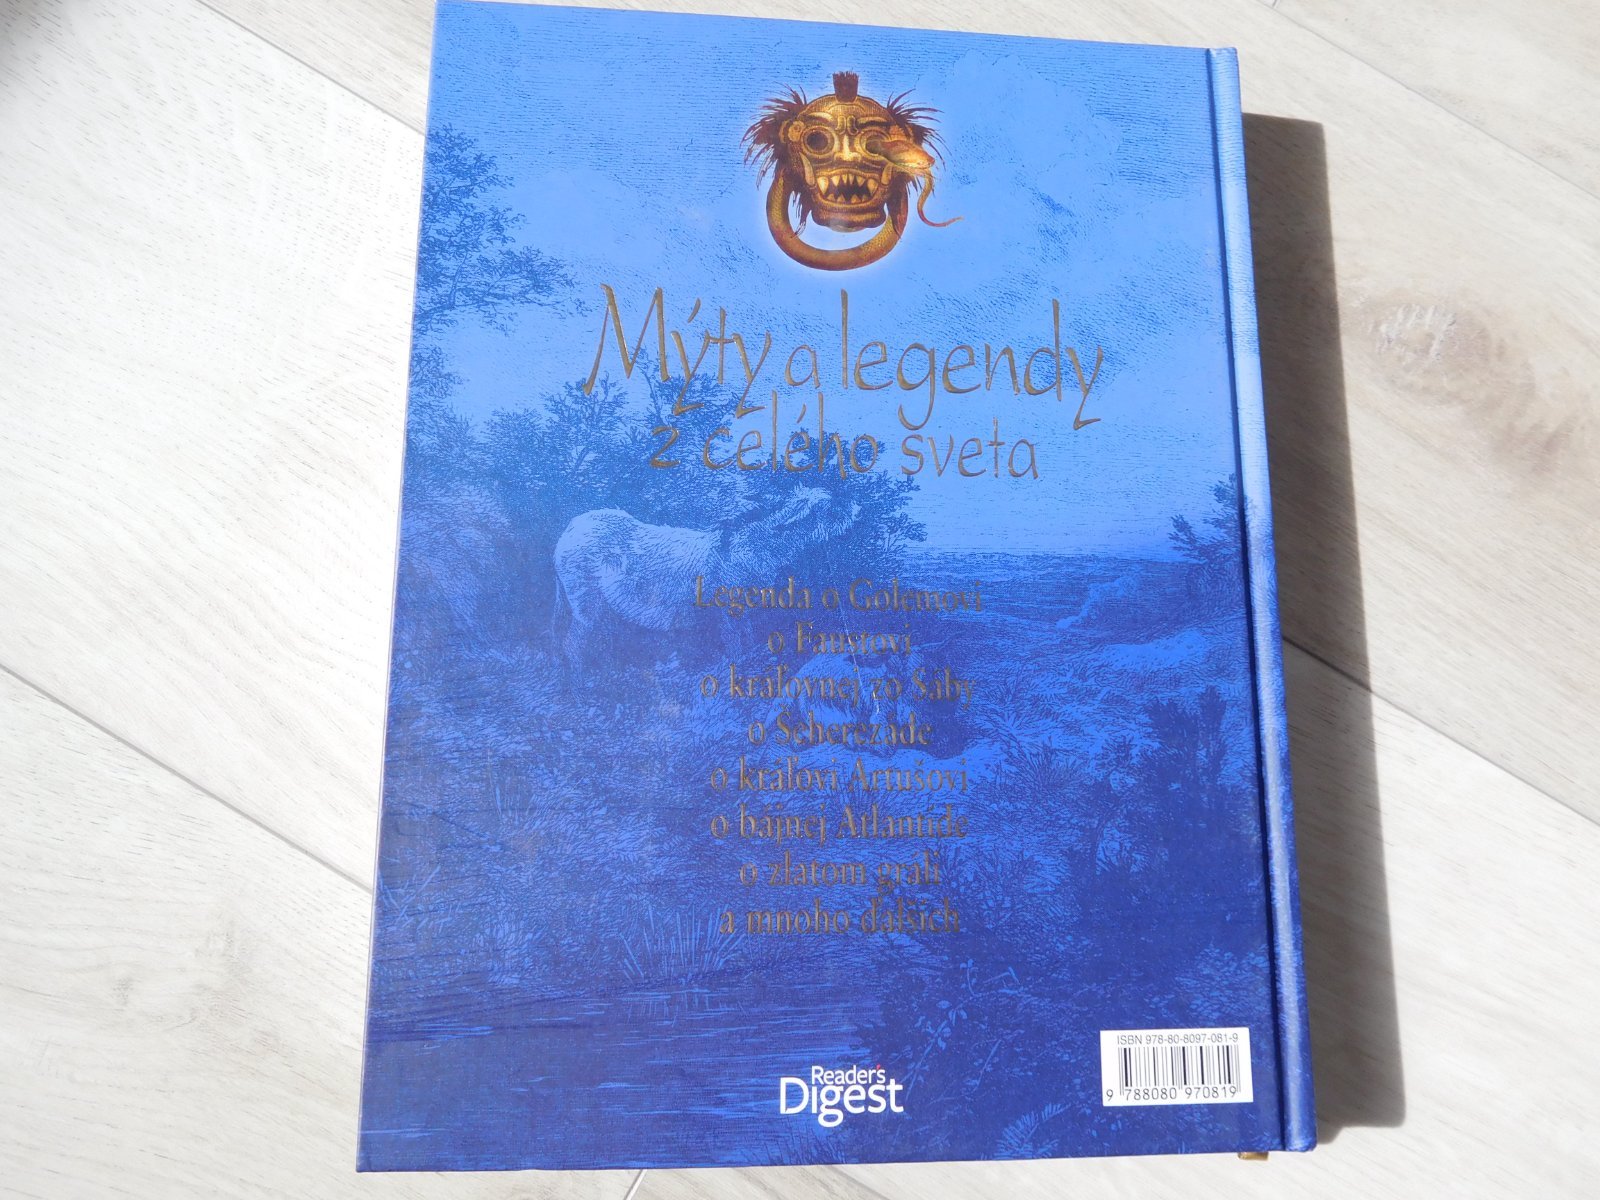 Mýty a legendy
z celého sveta
Legenda o Golemovi
o Faustovi
o kráľovnej zo Sáby
o Šeherezáde
o kráľovi Artušovi
o bájnej Atlantíde
o zlatom gráli
a mnoho ďalších
Reader's
Digest
ISBN 978-80-8097-081-9
9 788080 970819